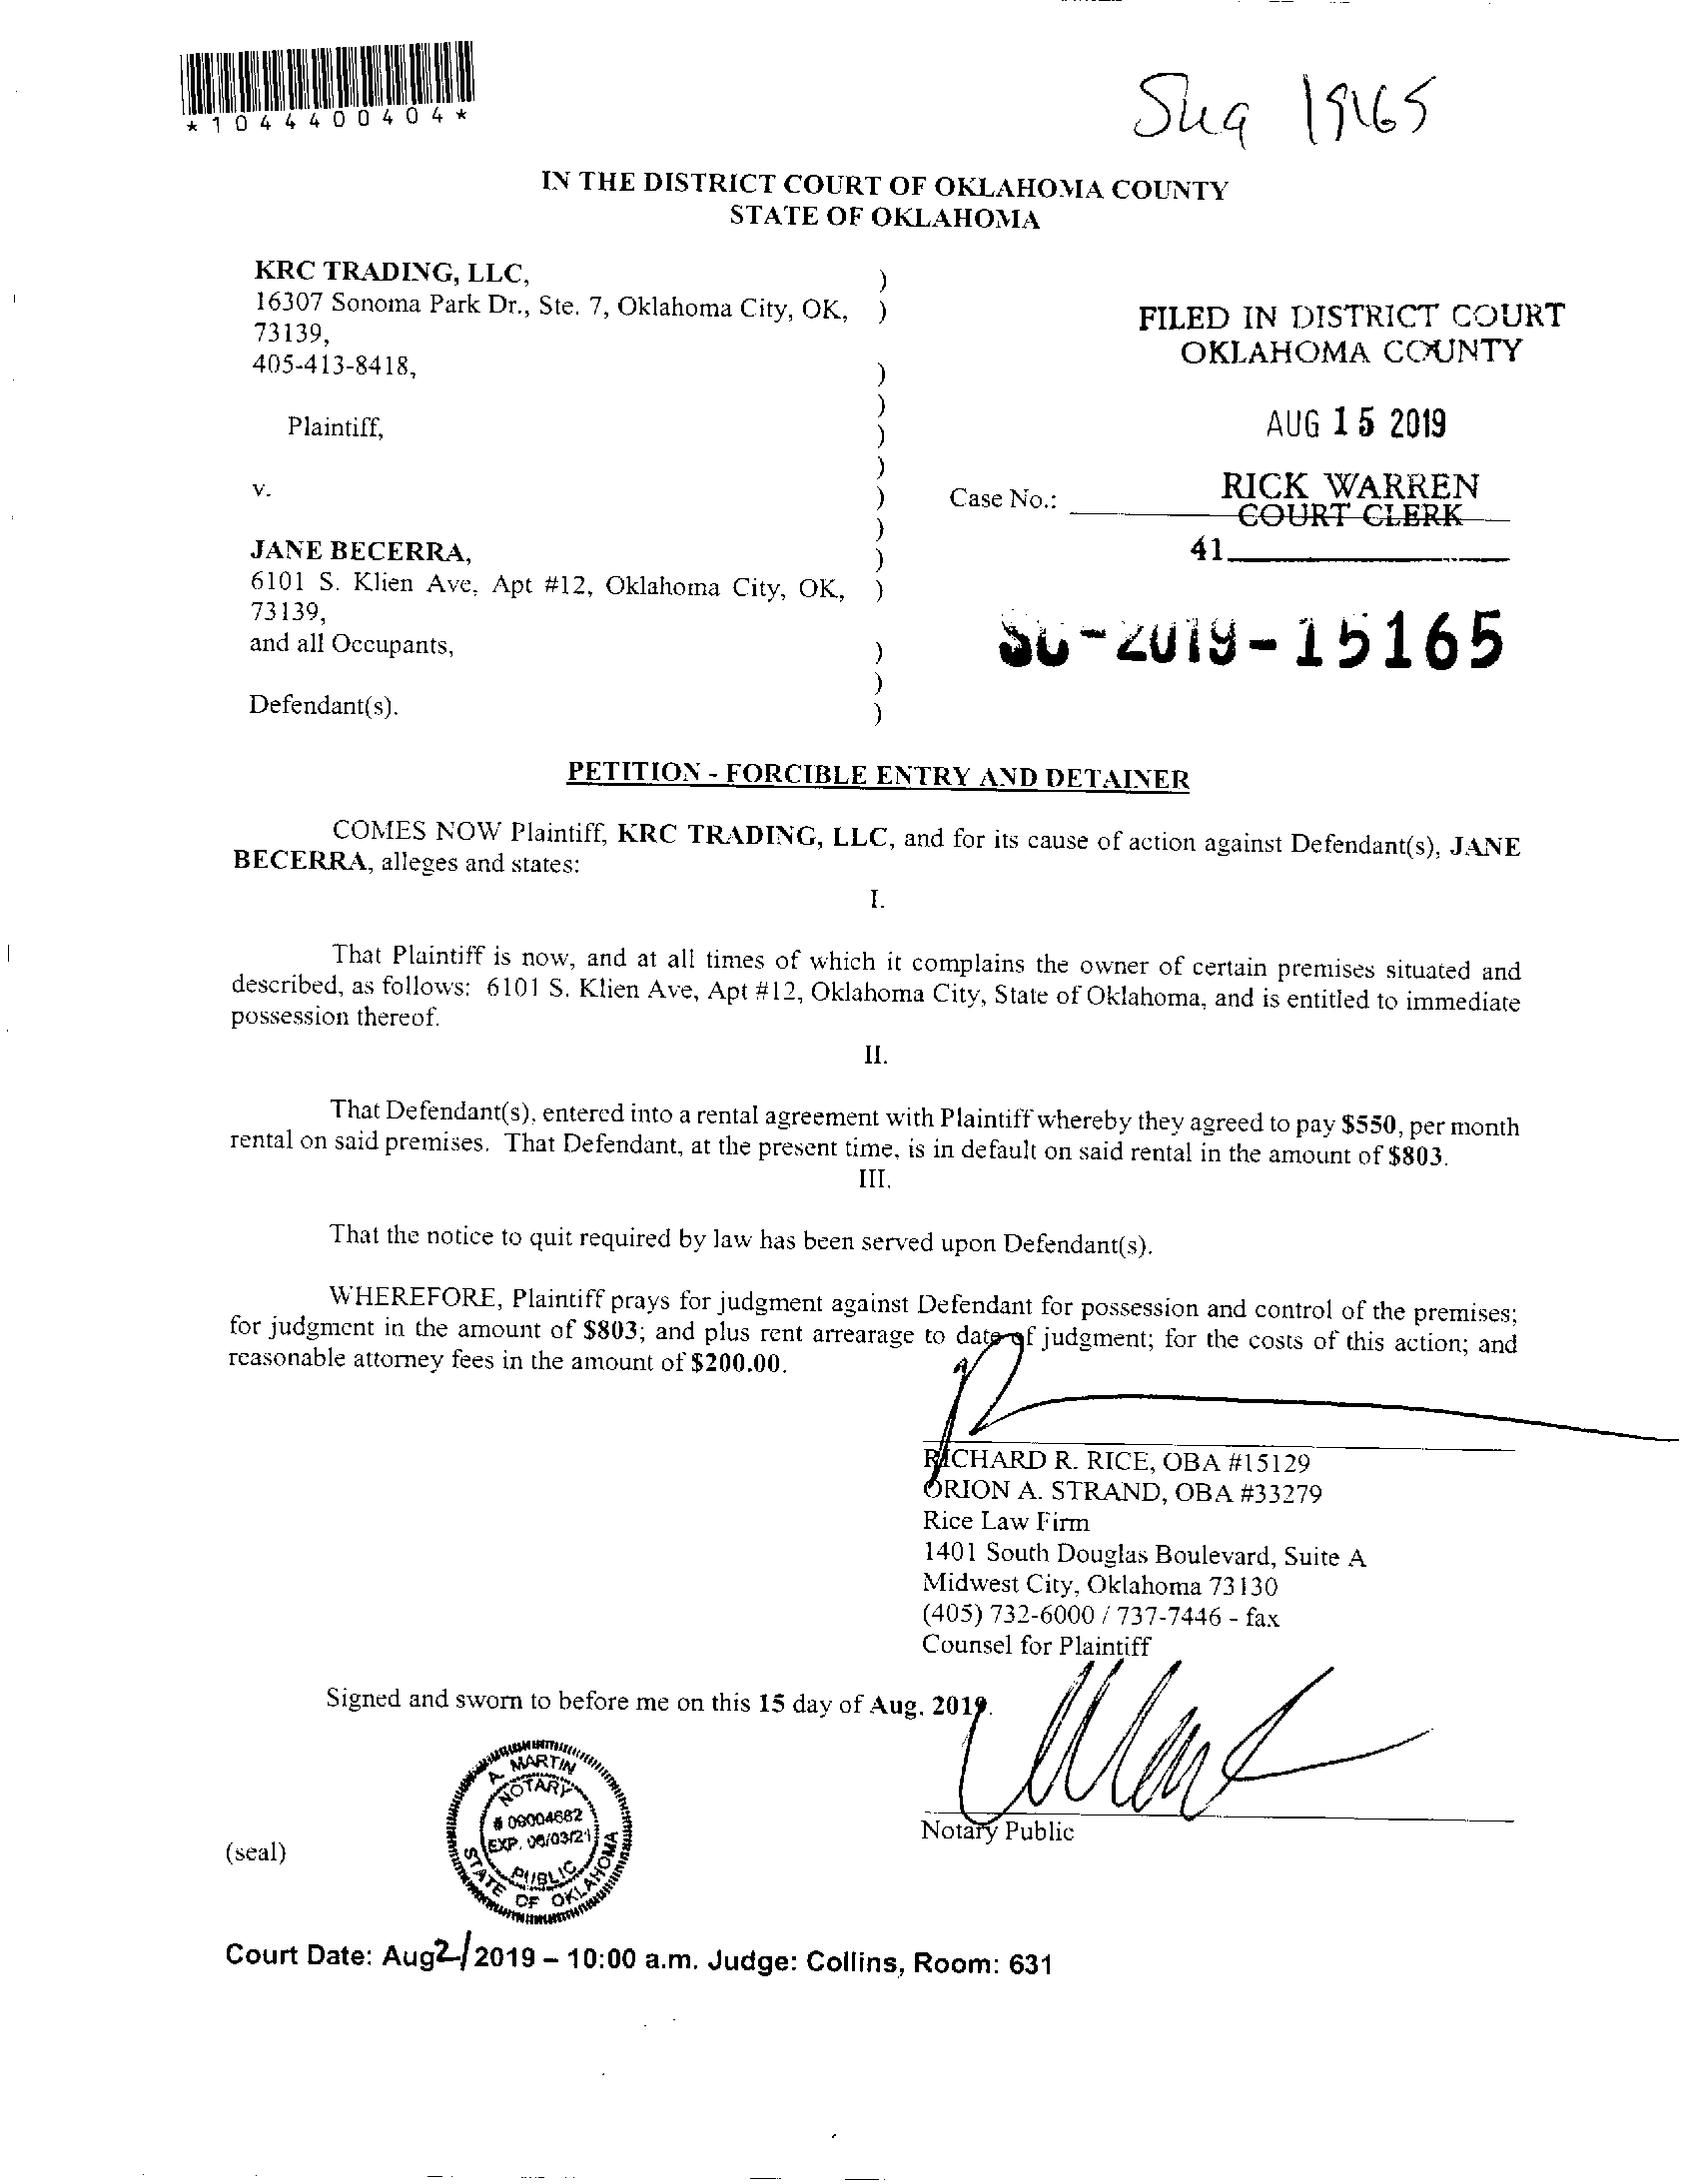 *1044400404*
IN THE DISTRICT COURT OF OKLAHOMA COUNTY
STATE OF OKLAHOMA
KRC TRADING, LLC,
16307 Sonoma Park Dr., Ste. 7, Oklahoma City, OK,
73139,
405-413-8418,
Plaintiff,
v.
JANE BECERRA,
6101 S. Klien Ave, Apt #12, Oklahoma City, OK,
73139,
and all Occupants,
Defendant(s).
FILED IN DISTRICT COURT
OKLAHOMA COUNTY
AUG 15 2019
RICK WARREN
COURT CLERK
Case No.:
41
SC-2019-15165
PETITION - FORCIBLE ENTRY AND DETAINER
COMES NOW Plaintiff, KRC TRADING, LLC, and for its cause of action against Defendant(s), JANE
BECERRA, alleges and states:
I.
That Plaintiff is now, and at all times of which it complains the owner of certain premises situated and
described, as follows: 6101 S. Klien Ave, Apt #12, Oklahoma City, State of Oklahoma, and is entitled to immediate
possession thereof.
II.
That Defendant(s), entered into a rental agreement with Plaintiff whereby they agreed to pay $550, per month
rental on said premises. That Defendant, at the present time, is in default on said rental in the amount of $803.
III.
That the notice to quit required by law has been served upon Defendant(s).
WHEREFORE, Plaintiff prays for judgment against Defendant for possession and control of the premises;
for judgment in the amount of $803; and plus rent arrearage to date of judgment; for the costs of this action; and
reasonable attorney fees in the amount of $200.00.
RICHARD R. RICE, OBA #15129
ORION A. STRAND, OBA #33279
Rice Law Firm
1401 South Douglas Boulevard, Suite A
Midwest City, Oklahoma 73130
(405) 732-6000 / 737-7446 - fax
Counsel for Plaintiff
Signed and sworn to before me on this 15 day of Aug, 2019.
A. MARTIN
NOTARY
# 09004682
EXP. 06/03/21
PUBLIC
STATE OF OKLAHOMA
(seal)
Notary Public
Court Date: Aug 21 2019 – 10:00 a.m. Judge: Collins, Room: 631